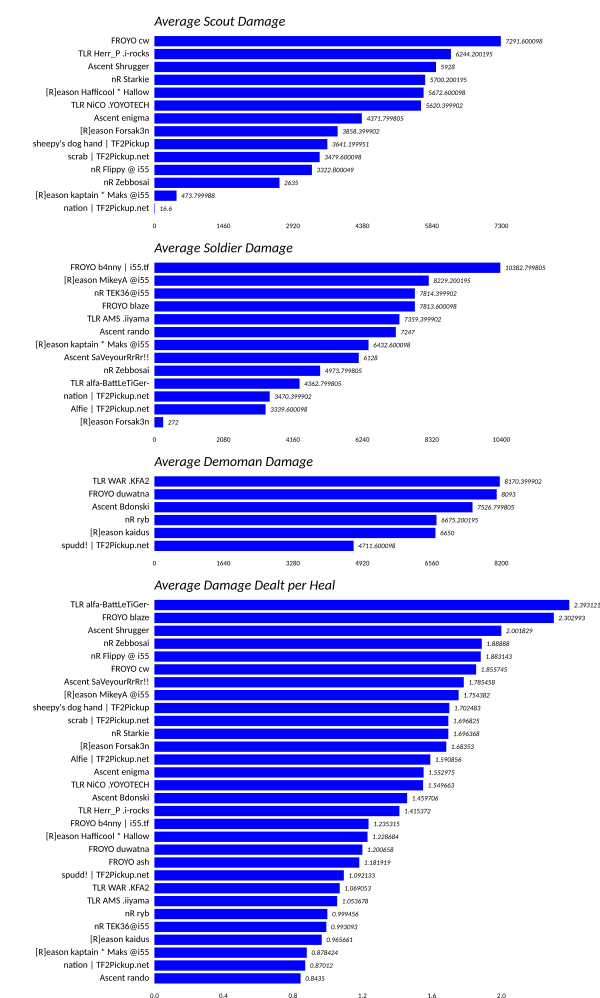 Average Scout Damage
FROYO cw 7291.600098
TLR Herr_P .i-rocks 6244.200195
Ascent Shrugger 5928
nR Starkie 5700.200195
[R]eason Hafficool * Hallow 5672.600098
TLR NiCO .YOYOTECH 5620.399902
Ascent enigma 4371.799805
[R]eason Forsak3n 3858.399902
sheepy's dog hand | TF2Pickup 3641.199951
scrab | TF2Pickup.net 3479.600098
nR Flippy @ i55 3322.800049
nR Zebbosai 2635
[R]eason kaptain * Maks @i55 473.799988
nation | TF2Pickup.net 16.6
0 1460 2920 4380 5840 7300
Average Soldier Damage
FROYO b4nny | i55.tf 10382.799805
[R]eason MikeyA @i55 8229.200195
nR TEK36@i55 7814.399902
FROYO blaze 7813.600098
TLR AMS .iiyama 7359.399902
Ascent rando 7247
[R]eason kaptain * Maks @i55 6432.600098
Ascent SaVeyourRrRr!! 6128
nR Zebbosai 4973.799805
TLR alfa-BattLeTiGer- 4362.799805
nation | TF2Pickup.net 3470.399902
Alfie | TF2Pickup.net 3339.600098
[R]eason Forsak3n 272
0 2080 4160 6240 8320 10400
Average Demoman Damage
TLR WAR .KFA2 8170.399902
FROYO duwatna 8093
Ascent Bdonski 7526.799805
nR ryb 6675.200195
[R]eason kaidus 6650
spudd! | TF2Pickup.net 4711.600098
0 1640 3280 4920 6560 8200
Average Damage Dealt per Heal
TLR alfa-BattLeTiGer- 2.393121
FROYO blaze 2.302993
Ascent Shrugger 2.001829
nR Zebbosai 1.88888
nR Flippy @ i55 1.883143
FROYO cw 1.855745
Ascent SaVeyourRrRr!! 1.785458
[R]eason MikeyA @i55 1.754382
sheepy's dog hand | TF2Pickup 1.702483
scrab | TF2Pickup.net 1.696825
nR Starkie 1.696368
[R]eason Forsak3n 1.68353
Alfie | TF2Pickup.net 1.590856
Ascent enigma 1.552975
TLR NiCO .YOYOTECH 1.549663
Ascent Bdonski 1.459706
TLR Herr_P .i-rocks 1.415372
FROYO b4nny | i55.tf 1.235315
[R]eason Hafficool * Hallow 1.228684
FROYO duwatna 1.200658
FROYO ash 1.181919
spudd! | TF2Pickup.net 1.092133
TLR WAR .KFA2 1.069053
TLR AMS .iiyama 1.053678
nR ryb 0.999456
nR TEK36@i55 0.993093
[R]eason kaidus 0.965661
[R]eason kaptain * Maks @i55 0.878424
nation | TF2Pickup.net 0.87012
Ascent rando 0.8435
0.0 0.4 0.8 1.2 1.6 2.0